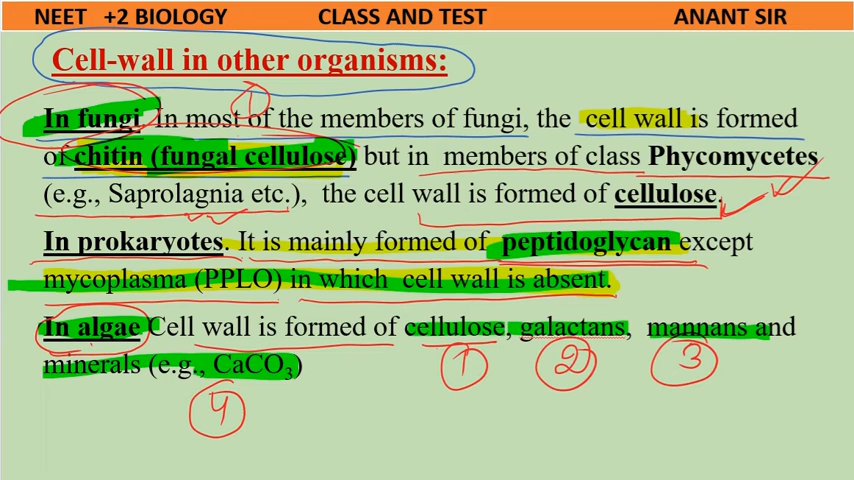 NEET +2 BIOLOGY CLASS AND TEST ANANT SIR
Cell-wall in other organisms:
1
In fungi In most of the members of fungi, the cell wall is formed
of chitin (fungal cellulose) but in members of class Phycometes
(e.g., Saprolagnia etc.), the cell wall is formed of cellulose.
In prokaryotes. It is mainly formed of peptidoglycan except
mycoplasma (PPLO) in which cell wall is absent.
In algae Cell wall is formed of cellulose, galactans, mannans and
minerals (e.g., CaCO3)
1 2 3
4